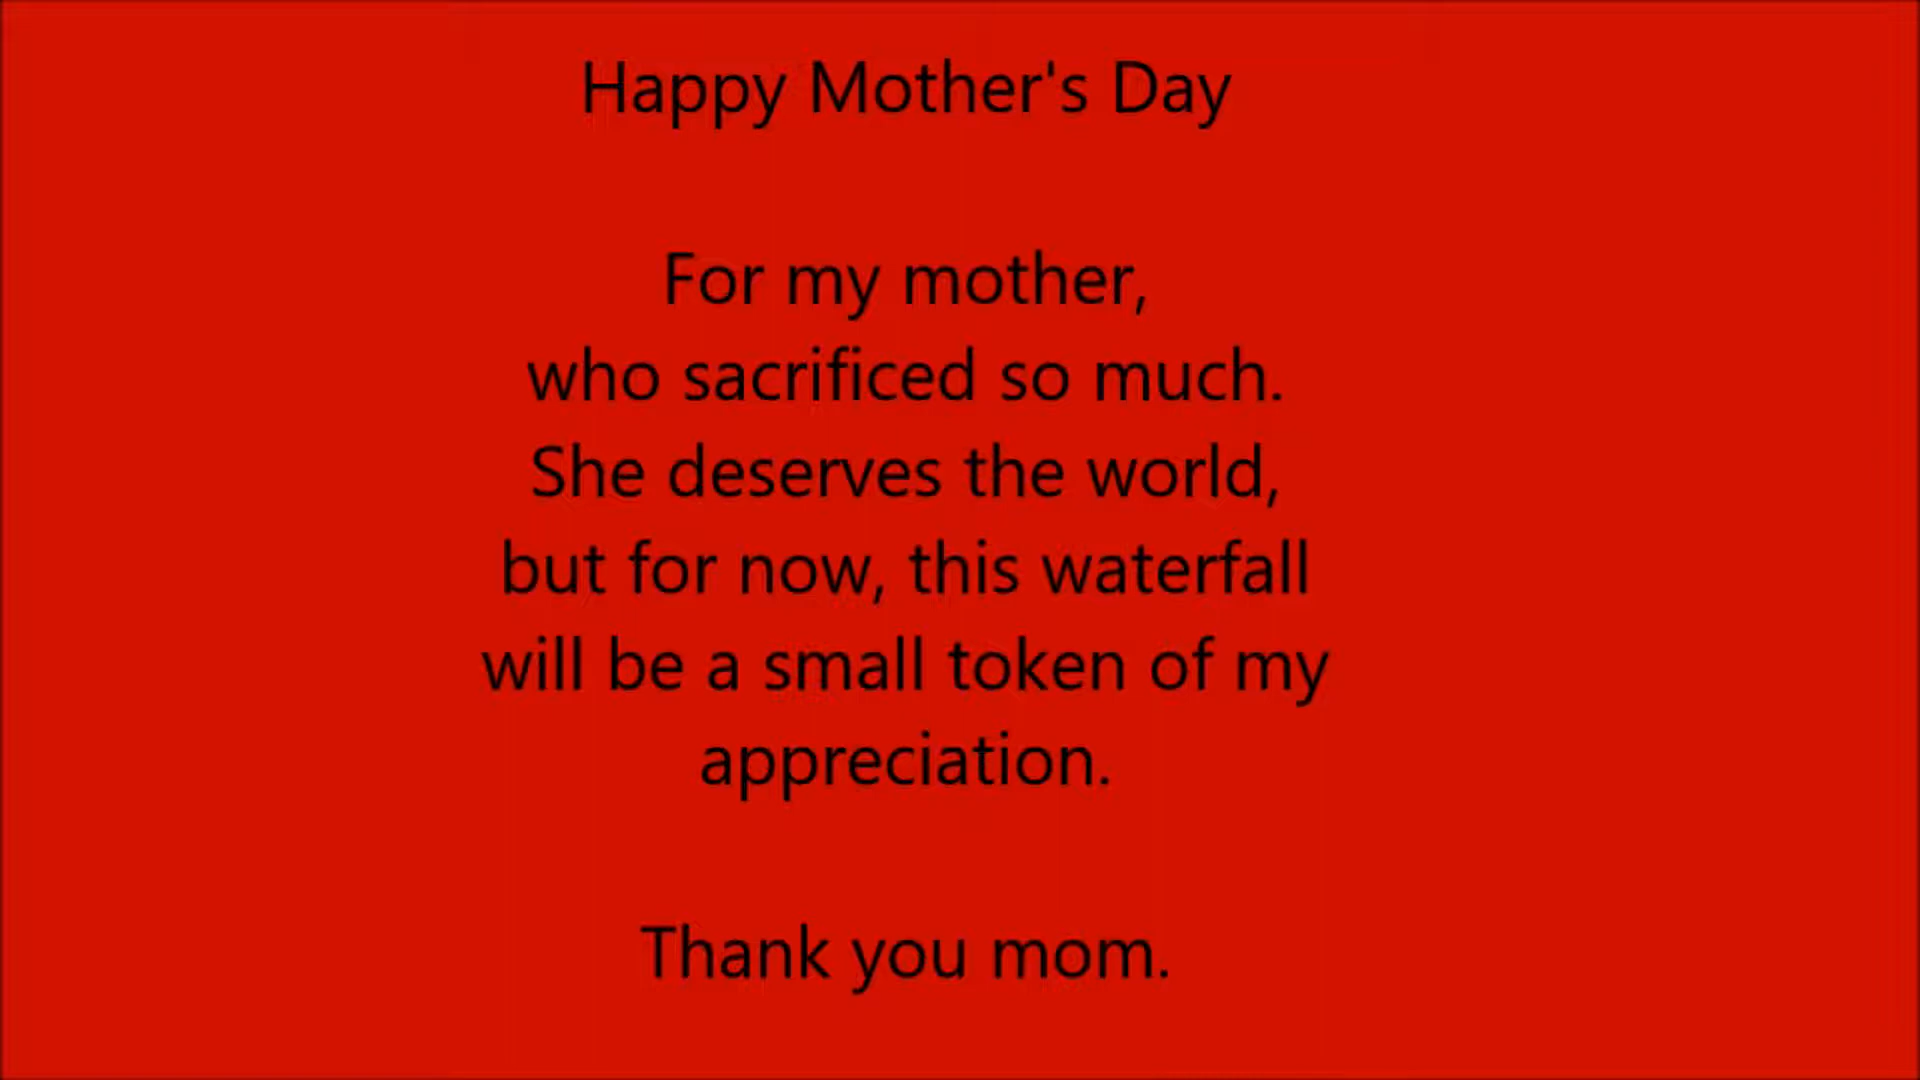 Happy Mother's Day
For my mother,
who sacrificed so much.
She deserves the world,
but for now, this waterfall
will be a small token of my
appreciation.
Thank you mom.